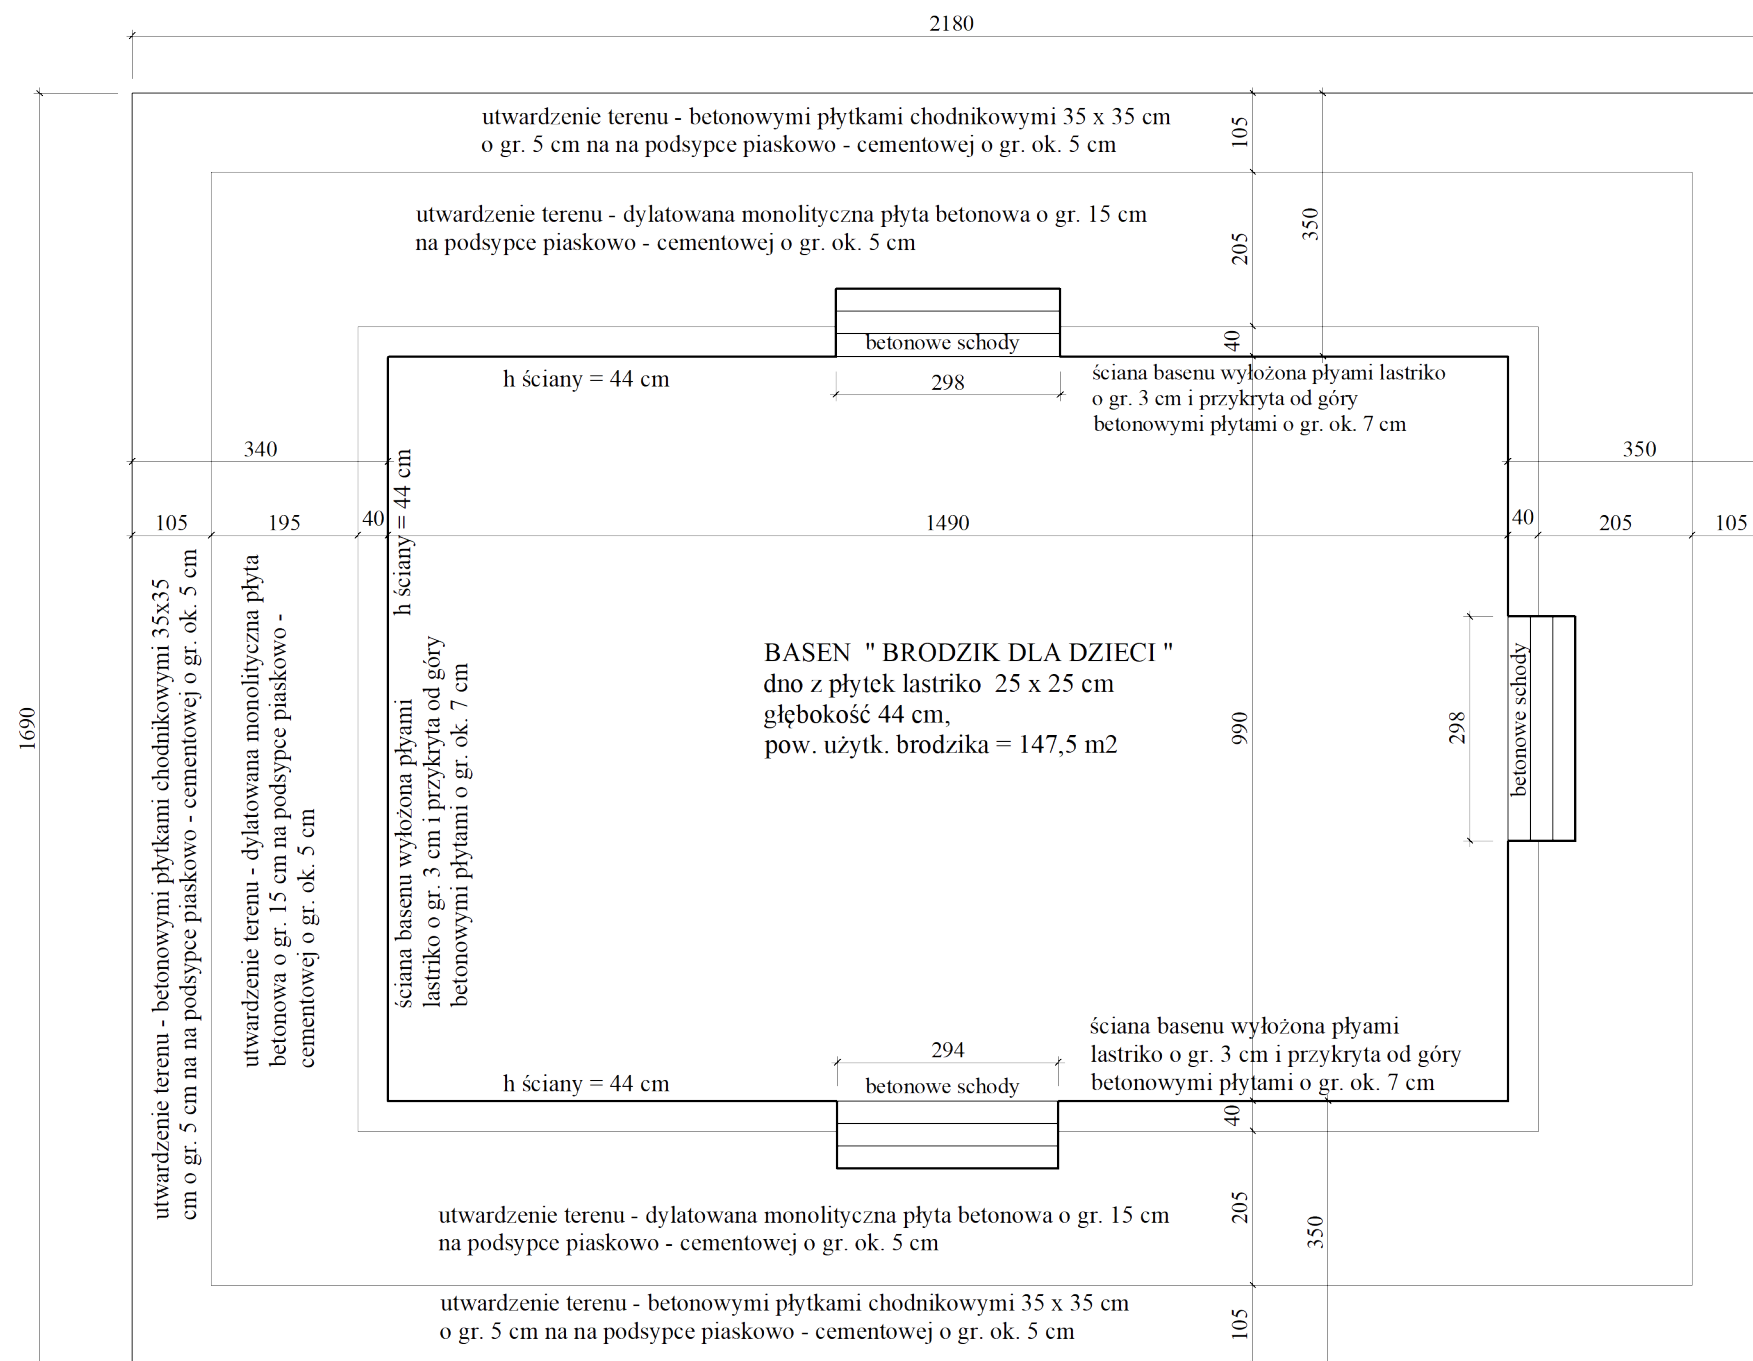 2180
utwardzenie terenu - betonowymi płytkami chodnikowymi 35 x 35 cm
o gr. 5 cm na na podsypce piaskowo - cementowej o gr. ok. 5 cm
105
utwardzenie terenu - dylatowana monolityczna płyta betonowa o gr. 15 cm
na podsypce piaskowo - cementowej o gr. ok. 5 cm
205
350
betonowe schody
40
h ściany = 44 cm
298
ściana basenu wyłożona płyami lastriko
o gr. 3 cm i przykryta od góry
betonowymi płytami o gr. ok. 7 cm
340
350
h ściany = 44 cm
105
195
40
1490
40
205
105
utwardzenie terenu - betonowymi płytkami chodnikowymi 35x35
cm o gr. 5 cm na na podsypce piaskowo - cementowej o gr. ok. 5 cm
utwardzenie terenu - dylatowana monolityczna płyta
betonowa o gr. 15 cm na podsypce piaskowo -
cementowej o gr. ok. 5 cm
ściana basenu wyłożona płyami
lastriko o gr. 3 cm i przykryta od góry
betonowymi płytami o gr. ok. 7 cm
BASEN " BRODZIK DLA DZIECI "
dno z płytek lastriko 25 x 25 cm
głębokość 44 cm,
pow. użytk. brodzika = 147,5 m2
1690
990
298
betonowe schody
ściana basenu wyłożona płyami
lastriko o gr. 3 cm i przykryta od góry
betonowymi płytami o gr. ok. 7 cm
294
betonowe schody
h ściany = 44 cm
40
utwardzenie terenu - dylatowana monolityczna płyta betonowa o gr. 15 cm
na podsypce piaskowo - cementowej o gr. ok. 5 cm
205
350
utwardzenie terenu - betonowymi płytkami chodnikowymi 35 x 35 cm
o gr. 5 cm na na podsypce piaskowo - cementowej o gr. ok. 5 cm
105